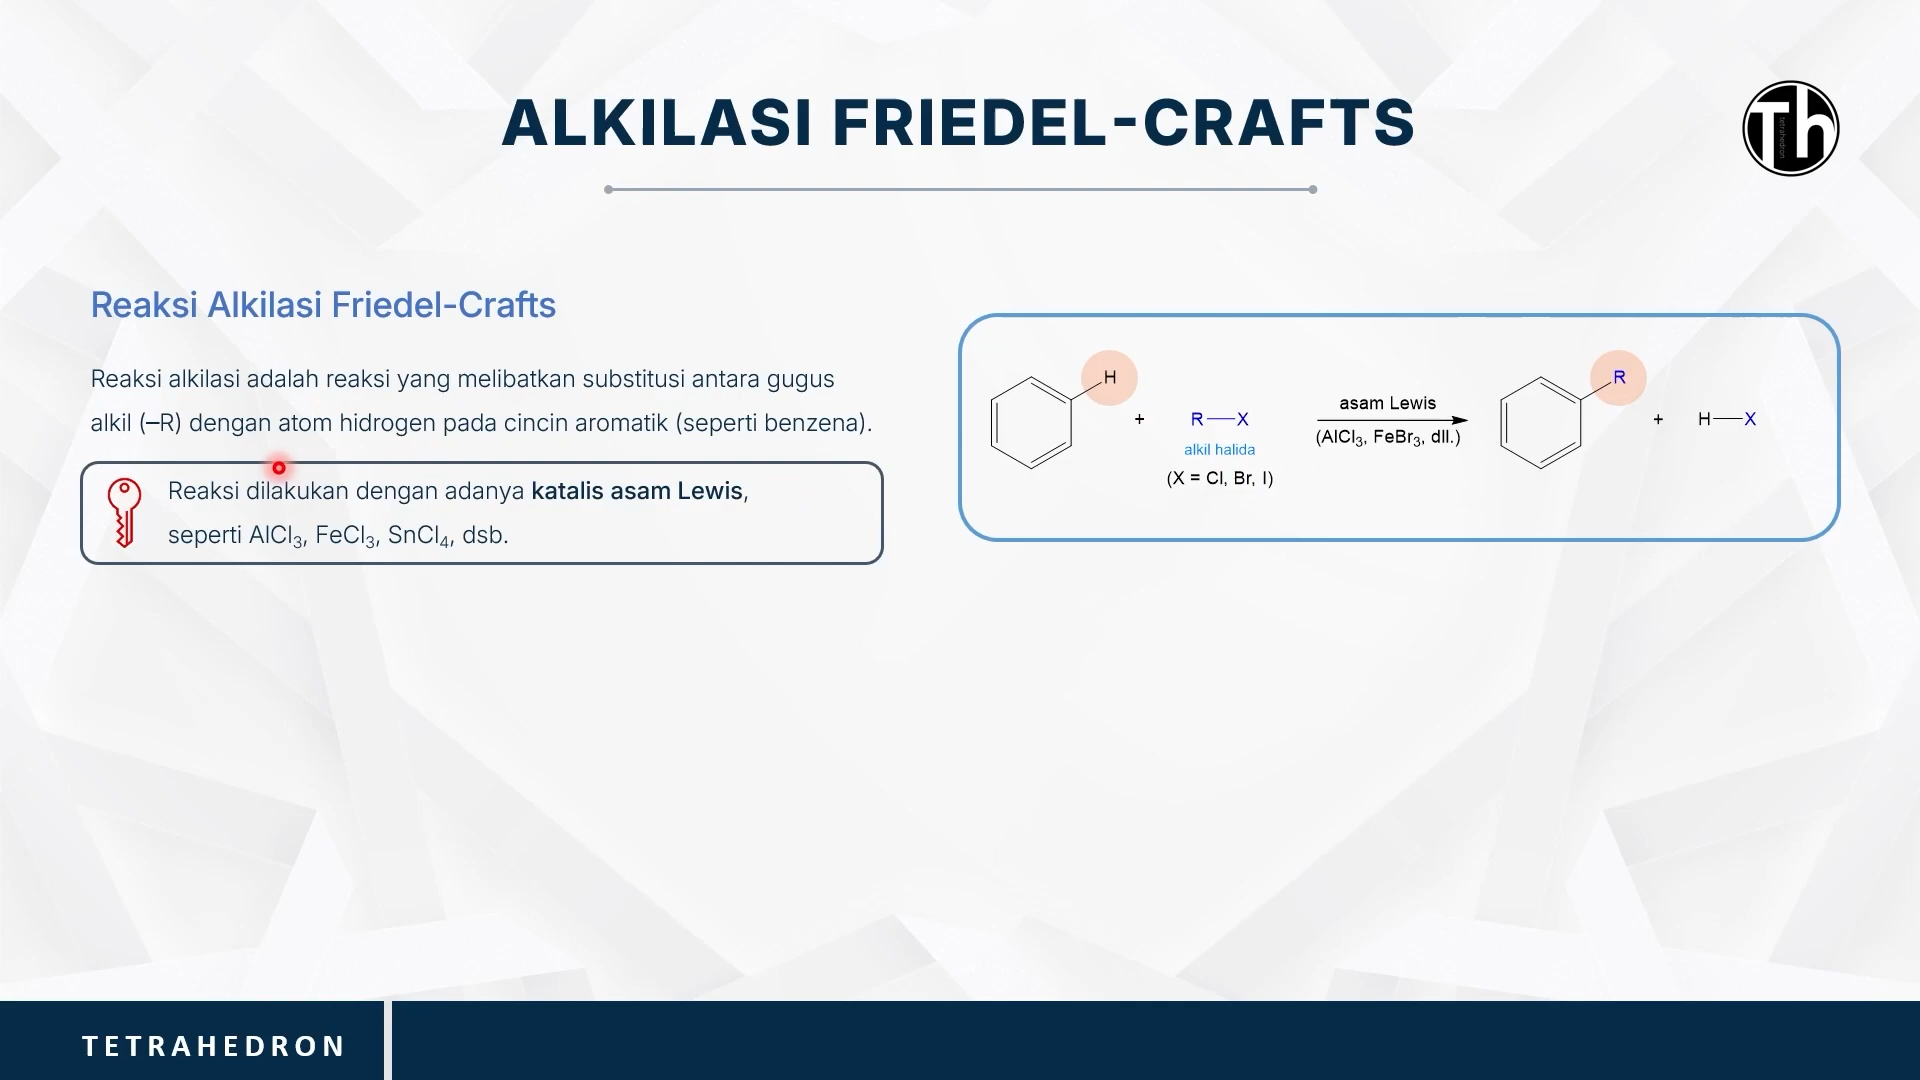 ALKILASI FRIEDEL-CRAFTS
Th
tetrahedron
Reaksi Alkilasi Friedel-Crafts
Reaksi alkilasi adalah reaksi yang melibatkan substitusi antara gugus
alkil (–R) dengan atom hidrogen pada cincin aromatik (seperti benzena).
Reaksi dilakukan dengan adanya katalis asam Lewis,
seperti AlCl₃, FeCl₃, SnCl₄, dsb.
H
+
R—X
alkil halida
(X = Cl, Br, I)
asam Lewis
(AlCl₃, FeBr₃, dll.)
R
+
H—X
TETRAHEDRON